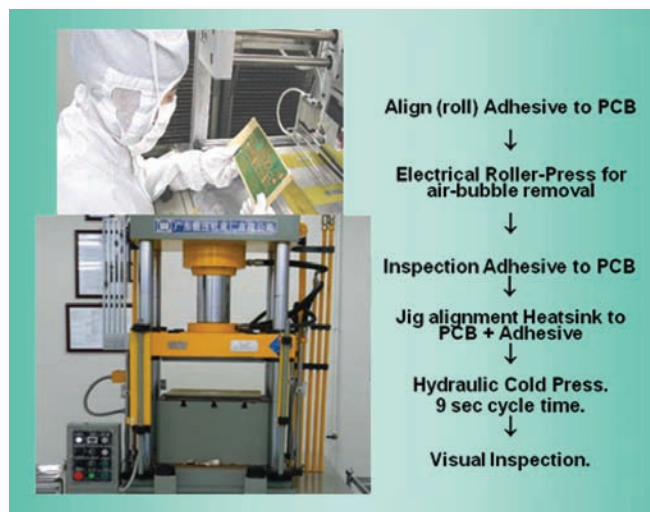 Align (roll) Adhesive to PCB
↓
Electrical Roller-Press for
air-bubble removal
↓
Inspection Adhesive to PCB
↓
Jig alignment Heatsink to
PCB + Adhesive
↓
Hydraulic Cold Press.
9 sec cycle time.
↓
Visual Inspection.